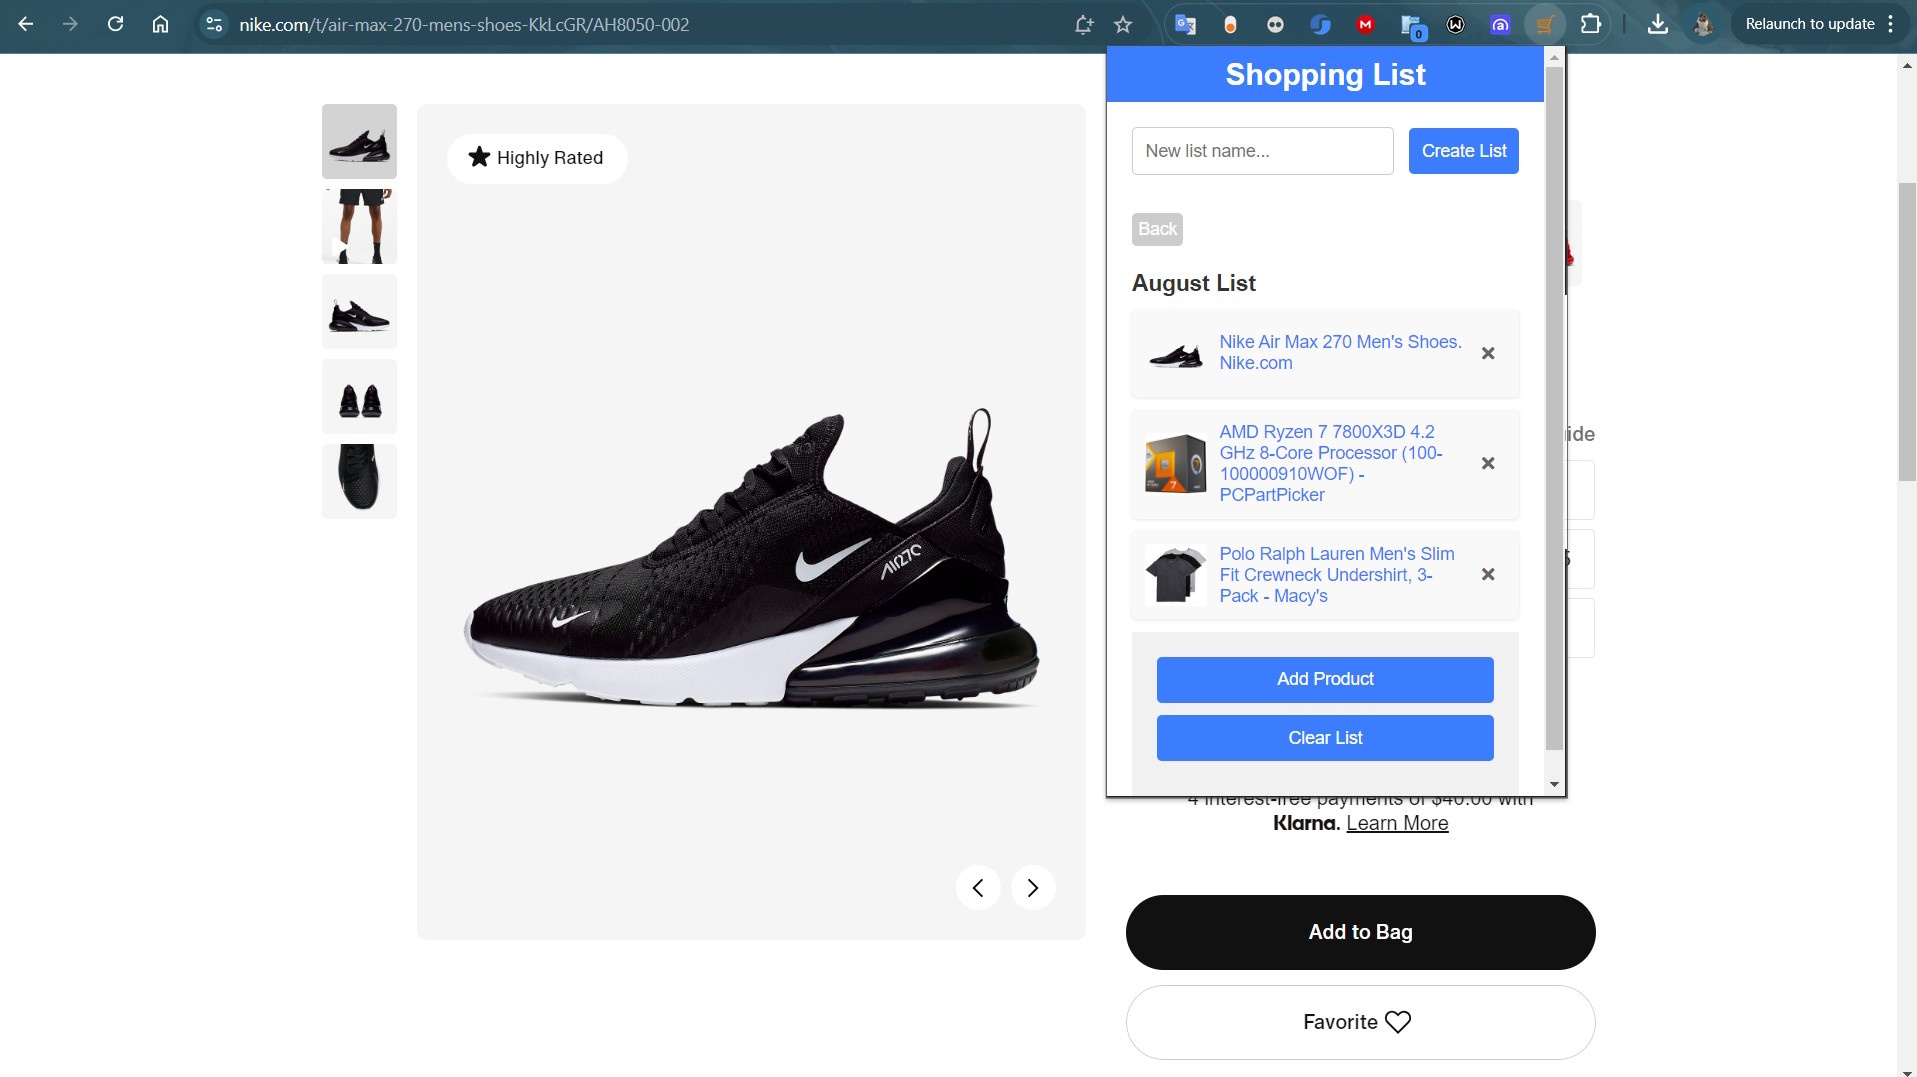 nike.com/t/air-max-270-mens-shoes-KkLcGR/AH8050-002
0
Relaunch to update
Highly Rated
AIR270
Shopping List
New list name...
Create List
Back
August List
Nike Air Max 270 Men's Shoes.
Nike.com
AMD Ryzen 7 7800X3D 4.2
GHz 8-Core Processor (100-
100000910WOF) -
PCPartPicker
7
Polo Ralph Lauren Men's Slim
Fit Crewneck Undershirt, 3-
Pack - Macy's
Add Product
Clear List
4 interest-free payments of $40.00 with
Klarna. Learn More
Add to Bag
Favorite